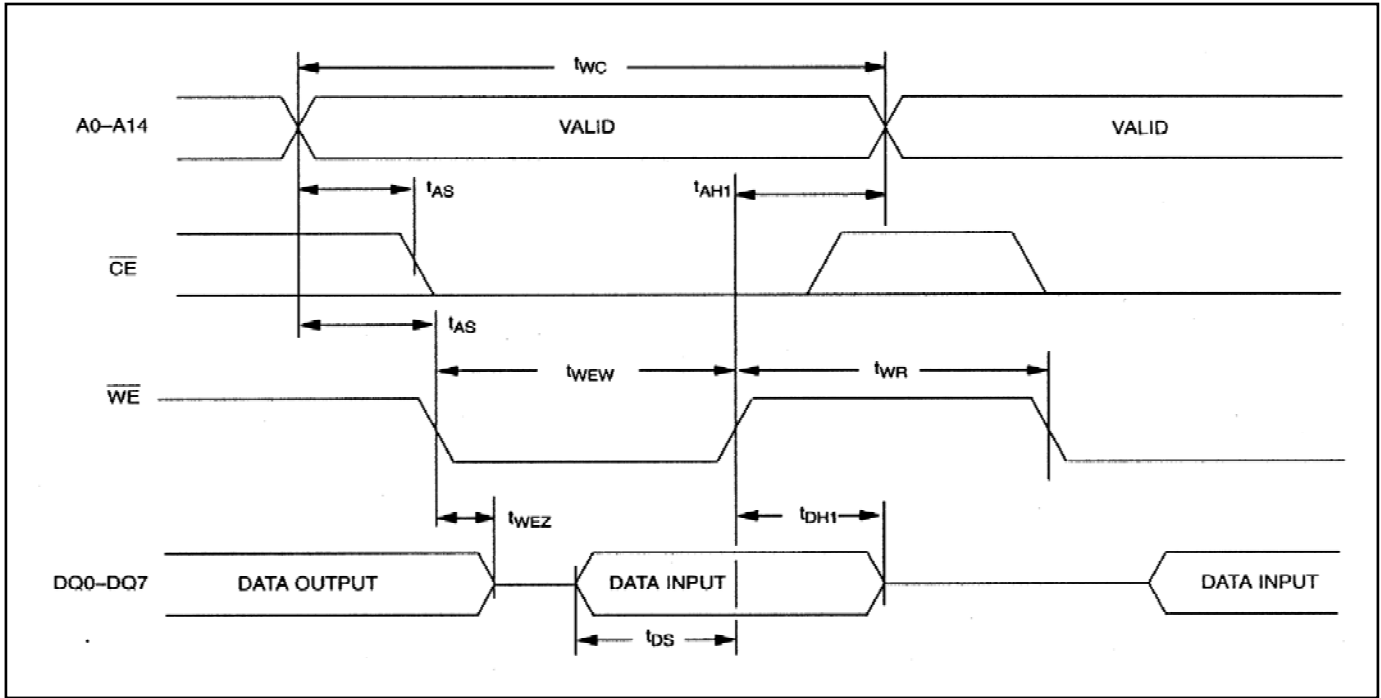 tWC
A0–A14 VALID VALID
tAS tAH1
CE
tAS
tWEW tWR
WE
tWEZ tDH1
DQ0–DQ7 DATA OUTPUT DATA INPUT DATA INPUT
tDS